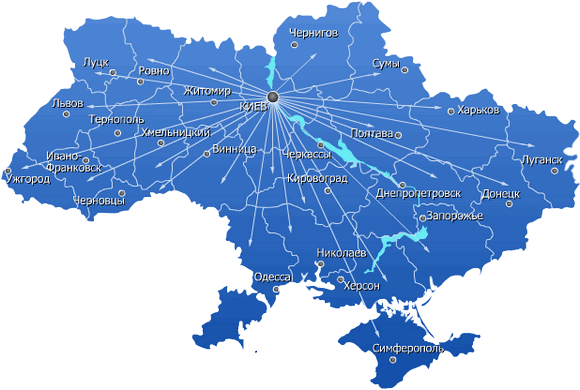 Чернигов
Луцк
Ровно
Сумы
Житомир
КИЕВ
Львов
Харьков
Тернополь
Хмельницкий
Полтава
Винница
Черкассы
Ивано-
Франковск
Луганск
Ужгород
Кировоград
Днепропетровск
Донецк
Черновцы
Запорожье
Николаев
Одесса
Херсон
Симферополь